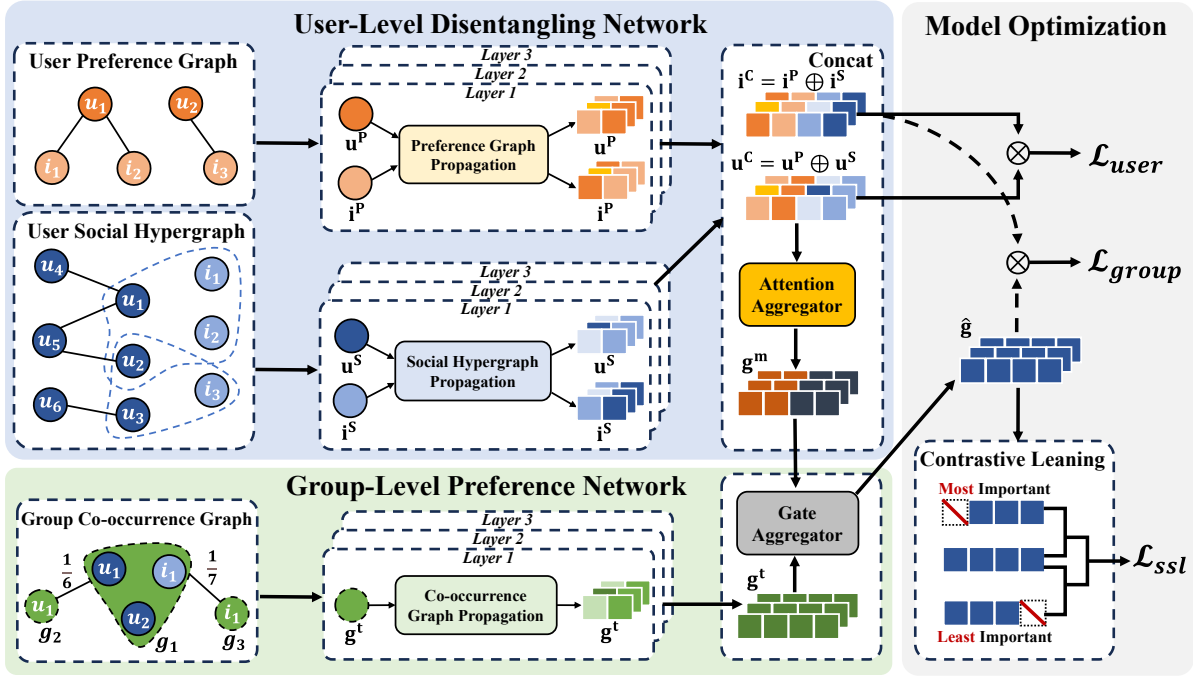 User-Level Disentangling Network
User Preference Graph
u₁
u₂
i₁
i₂
i₃
User Social Hypergraph
u₄
u₁
i₁
u₅
u₂
i₂
u₆
u₃
i₃
Layer 3
Layer 2
Layer 1
uᴾ
iᴾ
Preference Graph
Propagation
uᴾ
iᴾ
Layer 3
Layer 2
Layer 1
uˢ
iˢ
Social Hypergraph
Propagation
uˢ
iˢ
Concat
iᶜ = iᴾ ⊕ iˢ
uᶜ = uᴾ ⊕ uˢ
Attention
Aggregator
gᵐ
Group-Level Preference Network
Group Co-occurrence Graph
1/6
1/7
u₁
i₁
u₂
u₁
i₁
g₂
g₁
g₃
Layer 3
Layer 2
Layer 1
gᵗ
Co-occurrence
Graph Propagation
gᵗ
Gate
Aggregator
gᵗ
Model Optimization
⊗
ℒ_user
⊗
ℒ_group
ĝ
Contrastive Leaning
Most Important
Least Important
ℒ_ssl